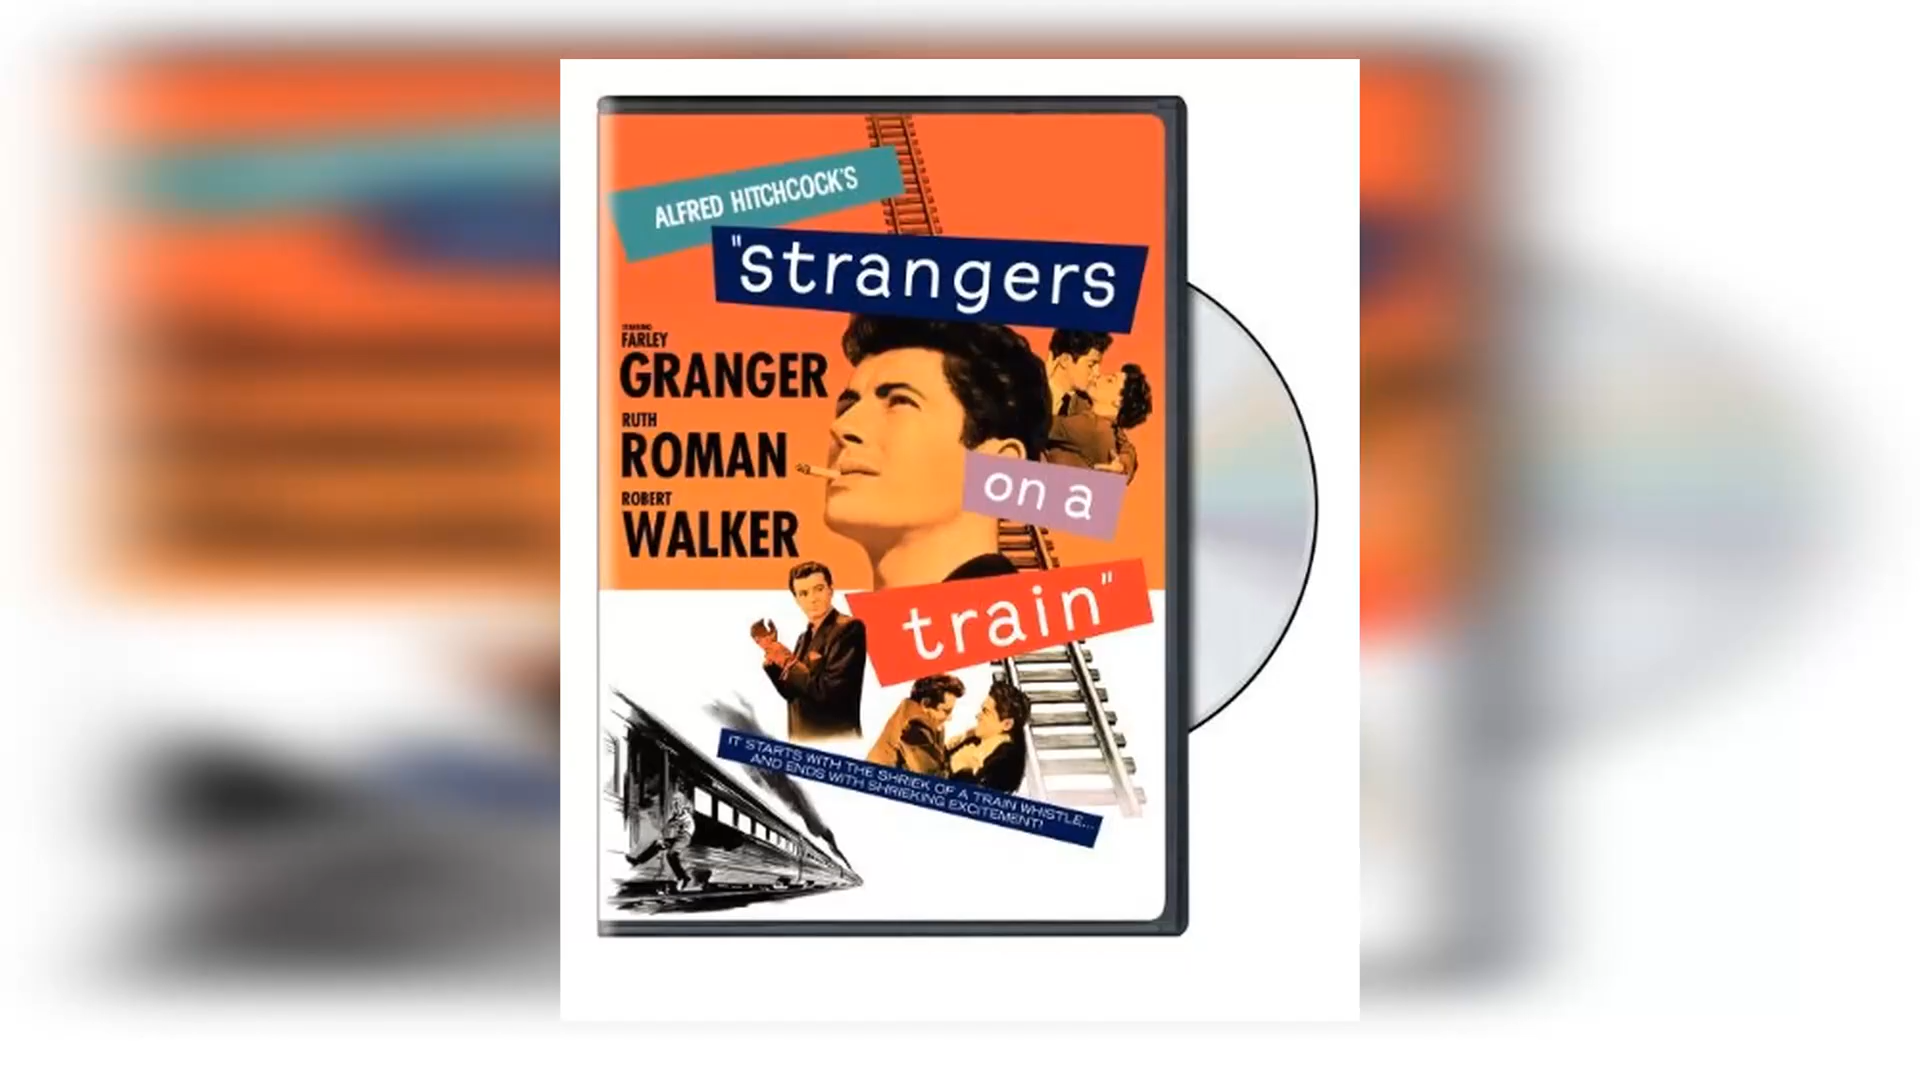 ALFRED HITCHCOCK'S
"strangers
STARRING
FARLEY
GRANGER
RUTH
ROMAN
ROBERT
WALKER
on a
train"
IT STARTS WITH THE SHRIEK OF A TRAIN WHISTLE...
AND ENDS WITH SHRIEKING EXCITEMENT!